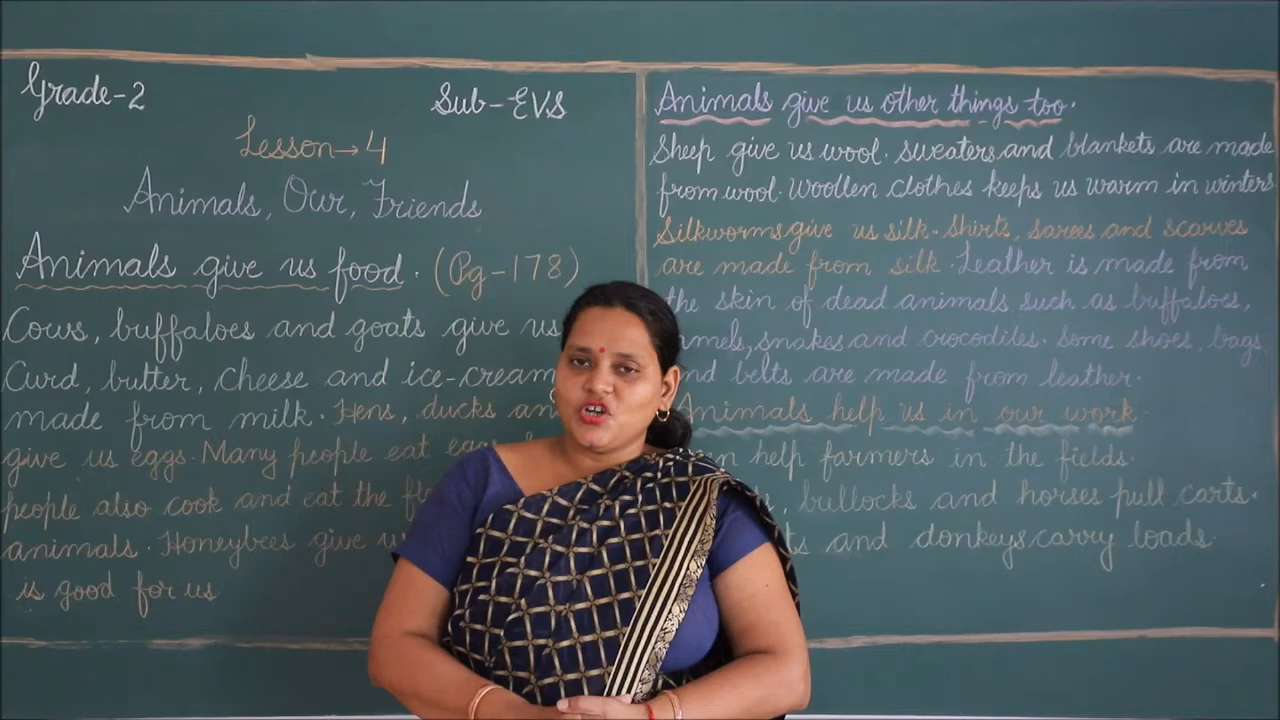 Grade-2
Sub-EVS
Lesson→4
Animals, Our, Friends
Animals give us food. (Pg-178)
Cows, buffaloes and goats give us
Curd, butter, cheese and ice-cream
made from milk. Hens, ducks an
give us eggs. Many people eat eggs
people also cook and eat the fl
animals. Honeybees give u
is good for us
Animals give us other things too.
Sheep give us wool. sweaters and blankets are made
from wool. Woollen clothes keeps us warm in winters
Silkworms give us silk. Shirts, sarees and scarves
are made from silk. Leather is made from
the skin of dead animals such as buffaloes,
amels, snakes and crocodiles. Some shoes, bags
nd belts are made from leather.
Animals help us in our work.
n help farmers in the fields.
, bullocks and horses pull carts.
ts and donkeys carry loads.